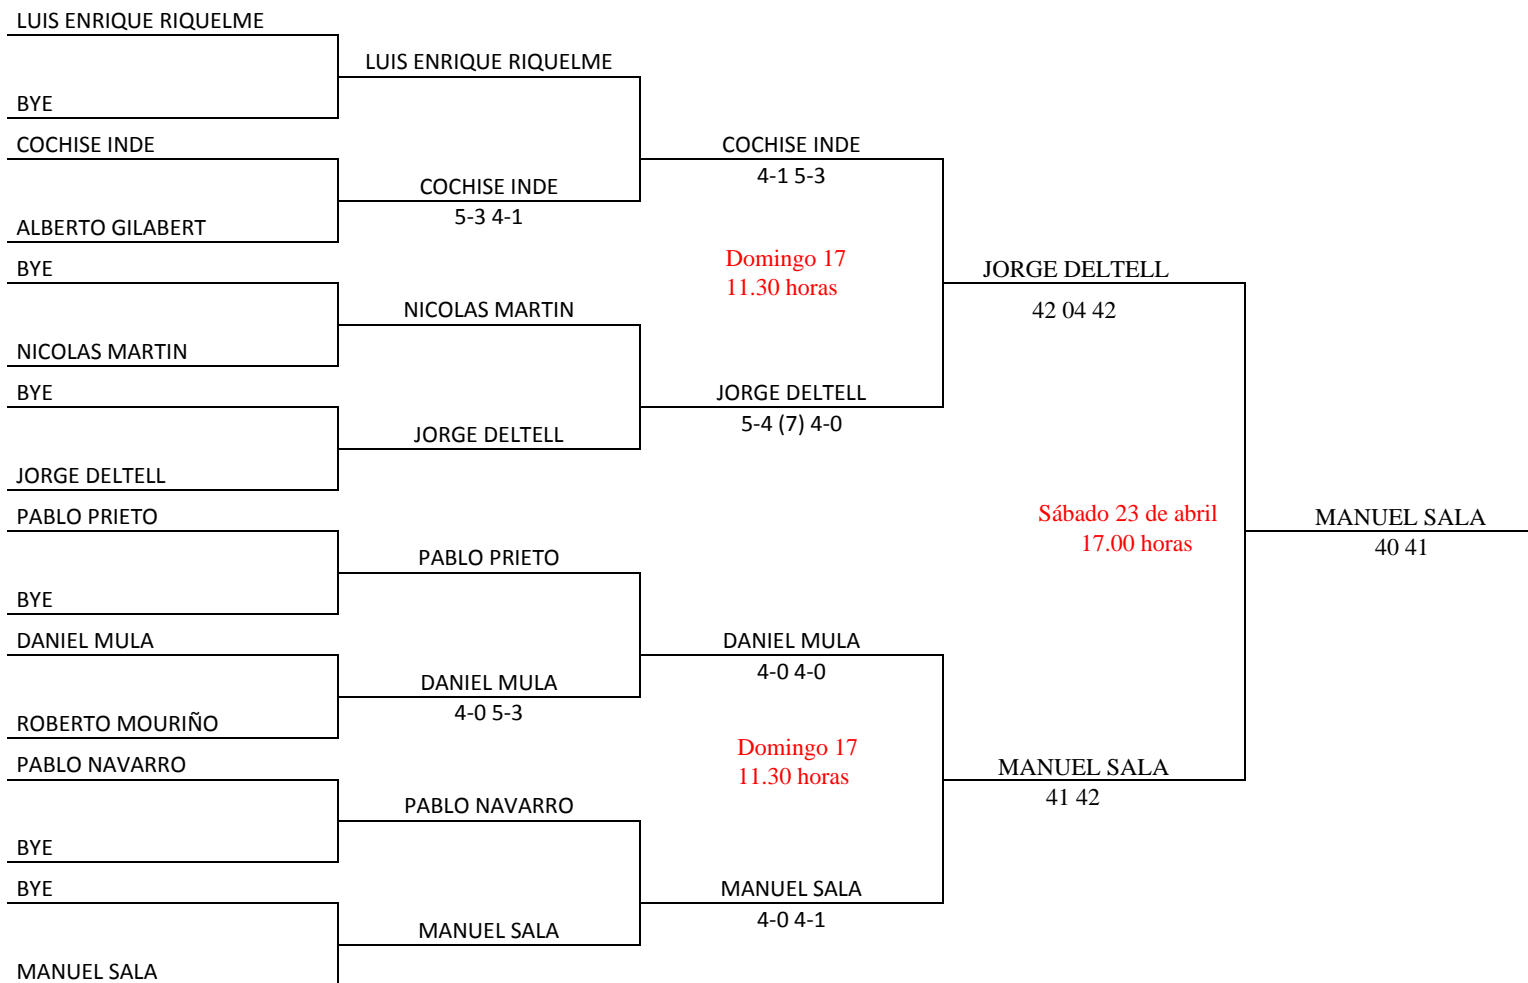 LUIS ENRIQUE RIQUELME
LUIS ENRIQUE RIQUELME
BYE
COCHISE INDE
COCHISE INDE
4-1 5-3
COCHISE INDE
5-3 4-1
ALBERTO GILABERT
Domingo 17
11.30 horas
BYE
JORGE DELTELL
42 04 42
NICOLAS MARTIN
NICOLAS MARTIN
BYE
JORGE DELTELL
5-4 (7) 4-0
JORGE DELTELL
JORGE DELTELL
PABLO PRIETO
Sábado 23 de abril
17.00 horas
MANUEL SALA
40 41
PABLO PRIETO
BYE
DANIEL MULA
DANIEL MULA
4-0 4-0
DANIEL MULA
4-0 5-3
ROBERTO MOURIÑO
Domingo 17
11.30 horas
PABLO NAVARRO
MANUEL SALA
41 42
PABLO NAVARRO
BYE
BYE
MANUEL SALA
4-0 4-1
MANUEL SALA
MANUEL SALA